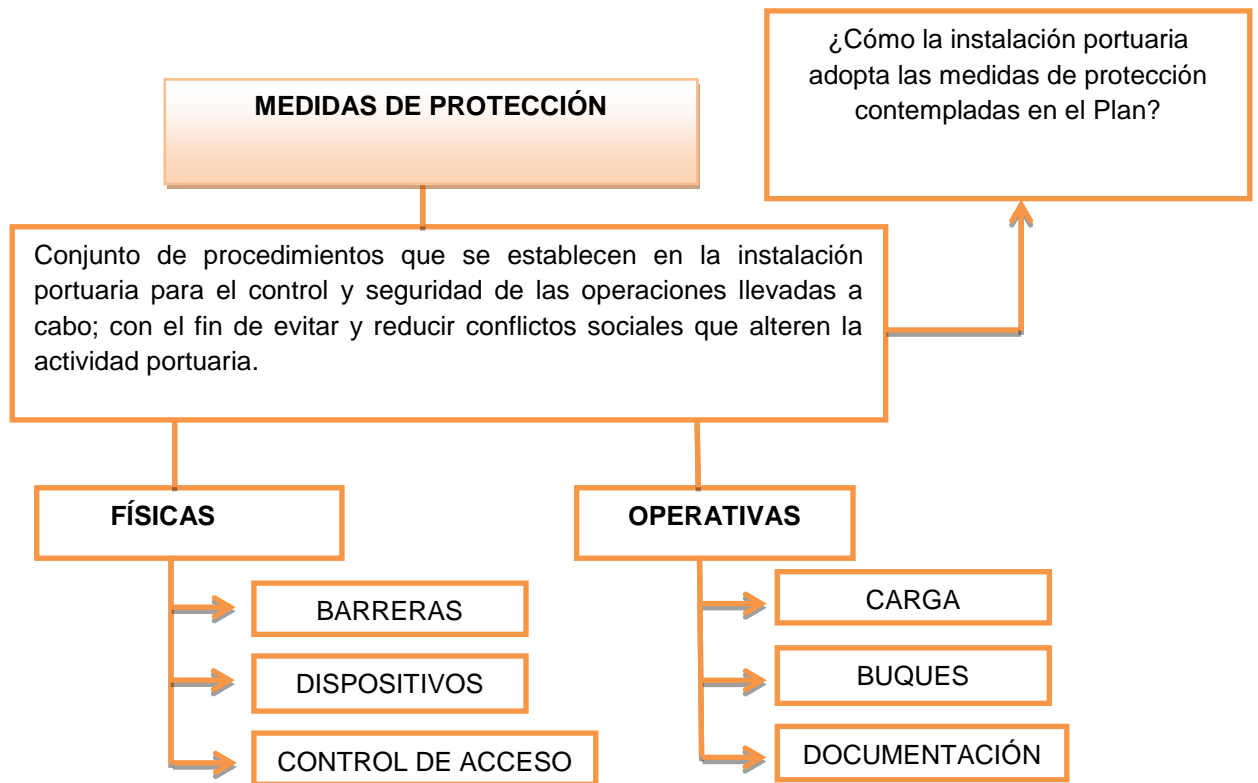 MEDIDAS DE PROTECCIÓN
¿Cómo la instalación portuaria
adopta las medidas de protección
contempladas en el Plan?
Conjunto de procedimientos que se establecen en la instalación
portuaria para el control y seguridad de las operaciones llevadas a
cabo; con el fin de evitar y reducir conflictos sociales que alteren la
actividad portuaria.
FÍSICAS
BARRERAS
DISPOSITIVOS
CONTROL DE ACCESO
OPERATIVAS
CARGA
BUQUES
DOCUMENTACIÓN